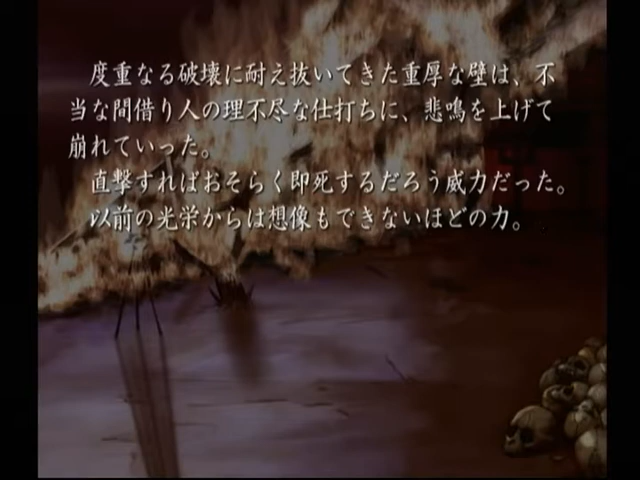 度重なる破壊に耐え抜いてきた重厚な壁は、不
当な間借り人の理不尽な仕打ちに、悲鳴を上げて
崩れていった。
直撃すればおそらく即死するだろう威力だった。
以前の光栄からは想像もできないほどの力。